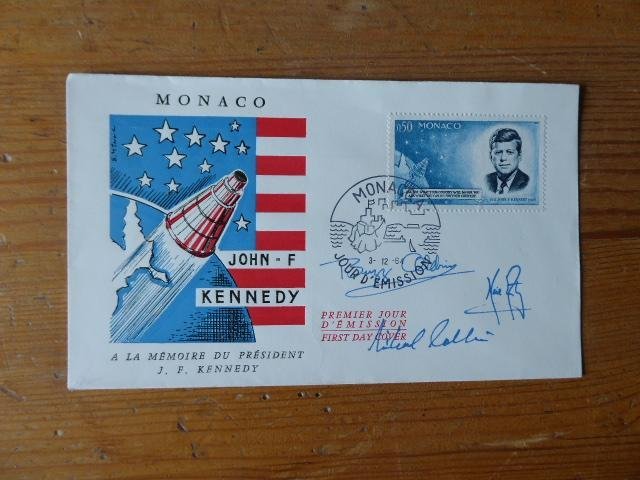 MONACO
0,50 MONACO
MONACO
3-12-64
JOUR D'ÉMISSION
JOHN-F
KENNEDY
PREMIER JOUR
D'ÉMISSION
FIRST DAY COVER
A LA MÉMOIRE DU PRÉSIDENT
J. F. KENNEDY